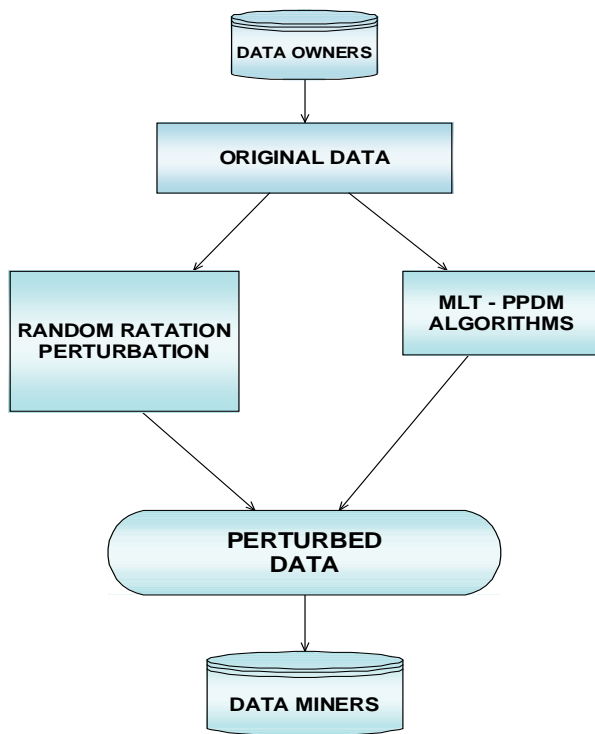 DATA OWNERS
ORIGINAL DATA
RANDOM RATATION
PERTURBATION
MLT - PPDM
ALGORITHMS
PERTURBED
DATA
DATA MINERS